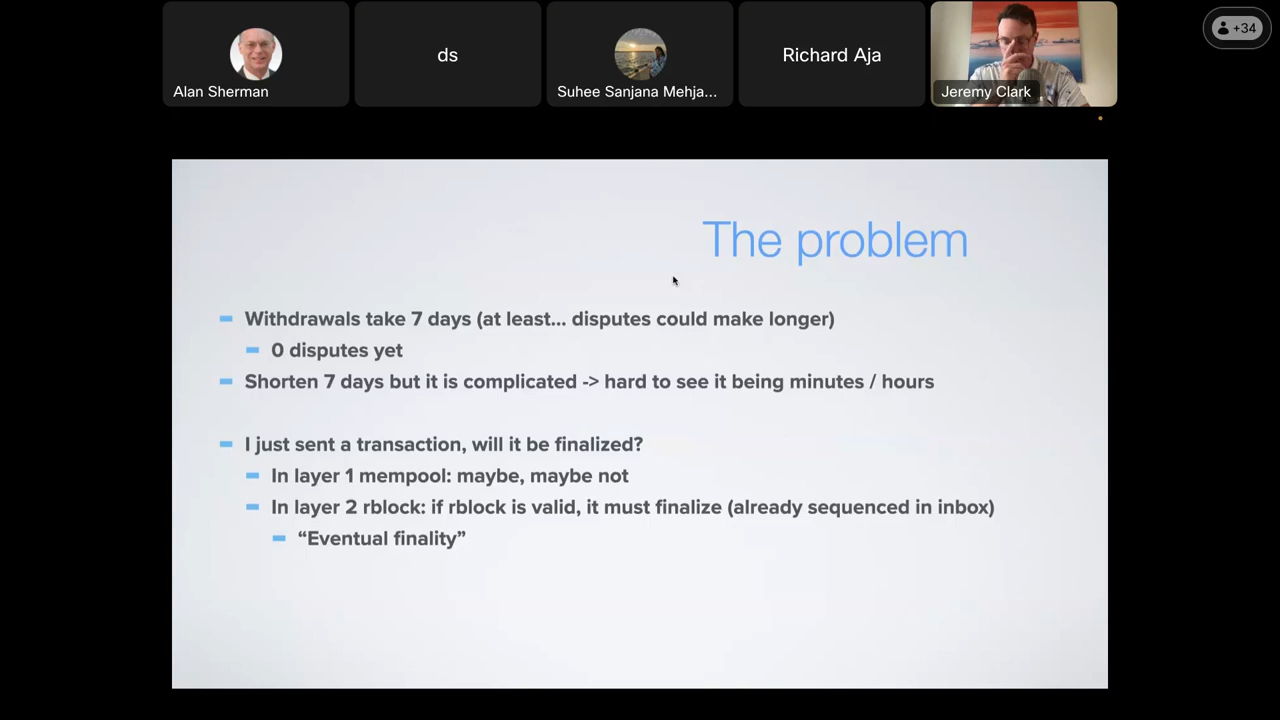 Alan Sherman
ds
Suhee Sanjana Mehja...
Richard Aja
Jeremy Clark
+34
The problem
Withdrawals take 7 days (at least... disputes could make longer)
0 disputes yet
Shorten 7 days but it is complicated -> hard to see it being minutes / hours
I just sent a transaction, will it be finalized?
In layer 1 mempool: maybe, maybe not
In layer 2 rblock: if rblock is valid, it must finalize (already sequenced in inbox)
“Eventual finality”